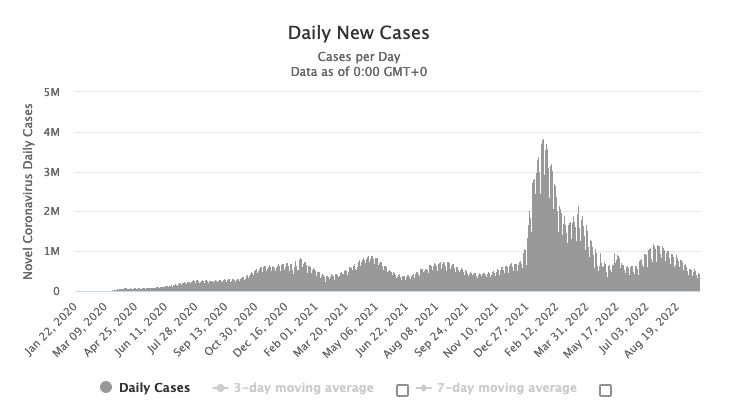 Daily New Cases
Cases per Day
Data as of 0:00 GMT+0
Novel Coronavirus Daily Cases
5M
4M
3M
2M
1M
0
Jan 22, 2020
Mar 09, 2020
Apr 25, 2020
Jun 11, 2020
Jul 28, 2020
Sep 13, 2020
Oct 30, 2020
Dec 16, 2020
Feb 01, 2021
Mar 20, 2021
May 06, 2021
Jun 22, 2021
Aug 08, 2021
Sep 24, 2021
Nov 10, 2021
Dec 27, 2021
Feb 12, 2022
Mar 31, 2022
May 17, 2022
Jul 03, 2022
Aug 19, 2022
Daily Cases 3-day moving average 7-day moving average